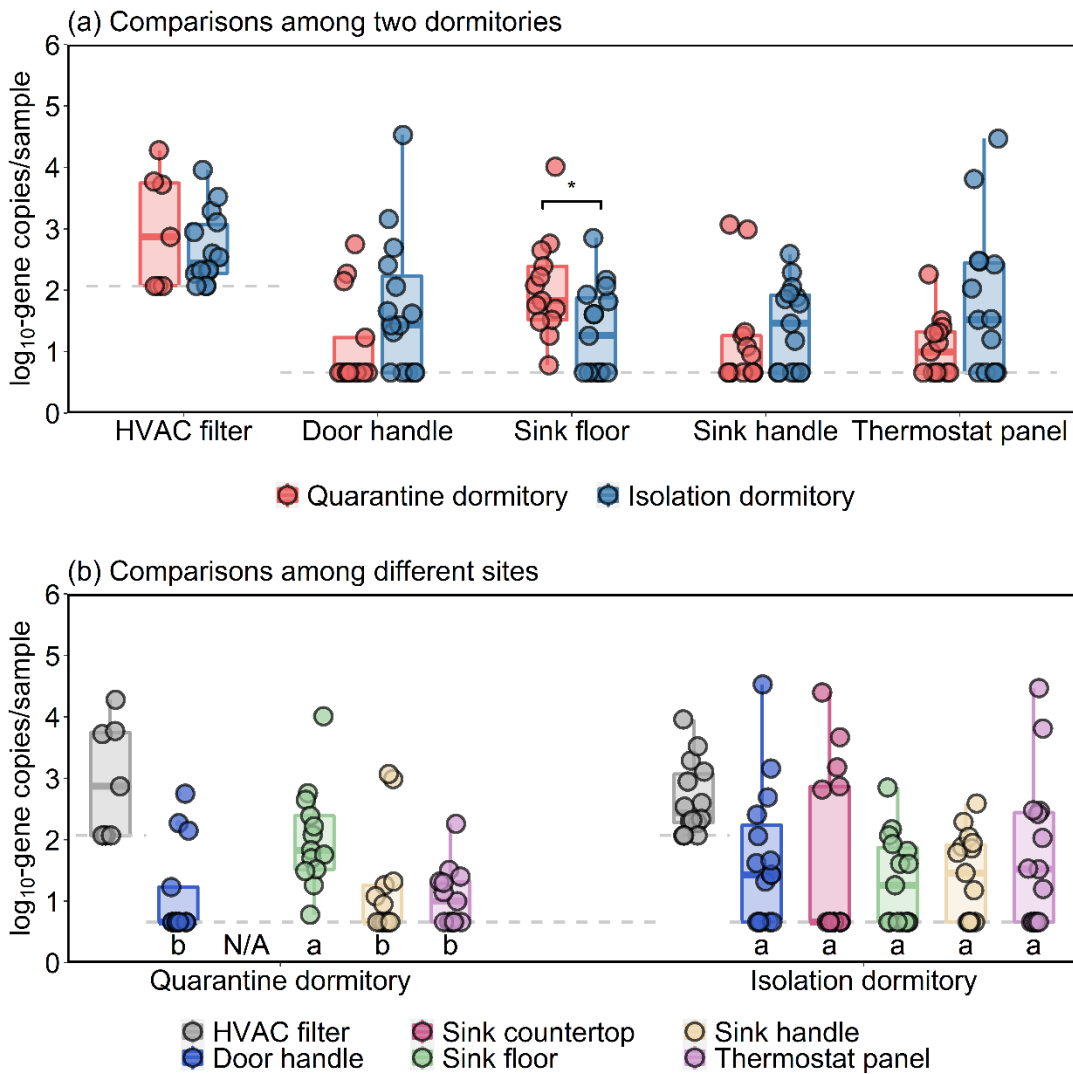 (a) Comparisons among two dormitories
log₁₀-gene copies/sample
6
5
4
3
2
1
0
*
HVAC filter Door handle Sink floor Sink handle Thermostat panel
Quarantine dormitory Isolation dormitory
(b) Comparisons among different sites
log₁₀-gene copies/sample
6
5
4
3
2
1
0
b N/A a b b a a a a a
Quarantine dormitory Isolation dormitory
HVAC filter Sink countertop Sink handle
Door handle Sink floor Thermostat panel